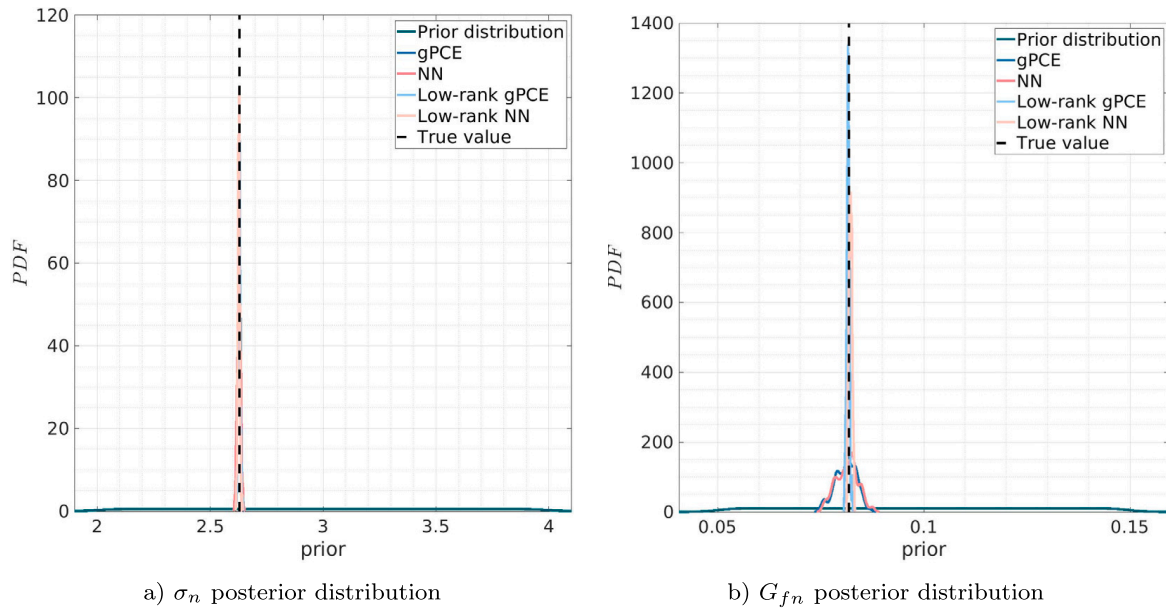 120
100
80
60
40
20
0
PDF
2
2.5
3
3.5
4
prior
Prior distribution
gPCE
NN
Low-rank gPCE
Low-rank NN
True value
a) σₙ posterior distribution
1400
1200
1000
800
600
400
200
0
PDF
0.05
0.1
0.15
prior
Prior distribution
gPCE
NN
Low-rank gPCE
Low-rank NN
True value
b) G_{fn} posterior distribution